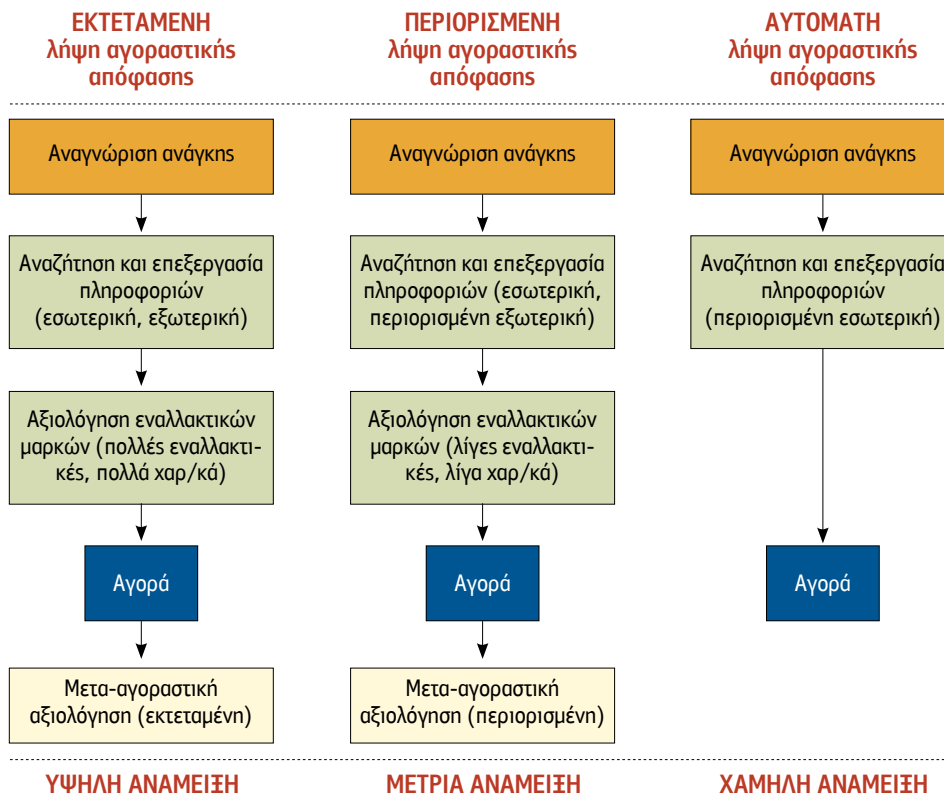 ΕΚΤΕΤΑΜΕΝΗ
λήψη αγοραστικής
απόφασης
ΠΕΡΙΟΡΙΣΜΕΝΗ
λήψη αγοραστικής
απόφασης
ΑΥΤΟΜΑΤΗ
λήψη αγοραστικής
απόφασης
Αναγνώριση ανάγκης
Αναγνώριση ανάγκης
Αναγνώριση ανάγκης
Αναζήτηση και επεξεργασία
πληροφοριών
(εσωτερική, εξωτερική)
Αναζήτηση και επεξεργασία
πληροφοριών (εσωτερική,
περιορισμένη εξωτερική)
Αναζήτηση και επεξεργασία
πληροφοριών
(περιορισμένη εσωτερική)
Αξιολόγηση εναλλακτικών
μαρκών (πολλές εναλλακτι-
κές, πολλά χαρ/κά)
Αξιολόγηση εναλλακτικών
μαρκών (λίγες εναλλακτι-
κές, λίγα χαρ/κά)
Αγορά
Αγορά
Αγορά
Μετα-αγοραστική
αξιολόγηση (εκτεταμένη)
Μετα-αγοραστική
αξιολόγηση (περιορισμένη)
ΥΨΗΛΗ ΑΝΑΜΕΙΞΗ
ΜΕΤΡΙΑ ΑΝΑΜΕΙΞΗ
ΧΑΜΗΛΗ ΑΝΑΜΕΙΞΗ